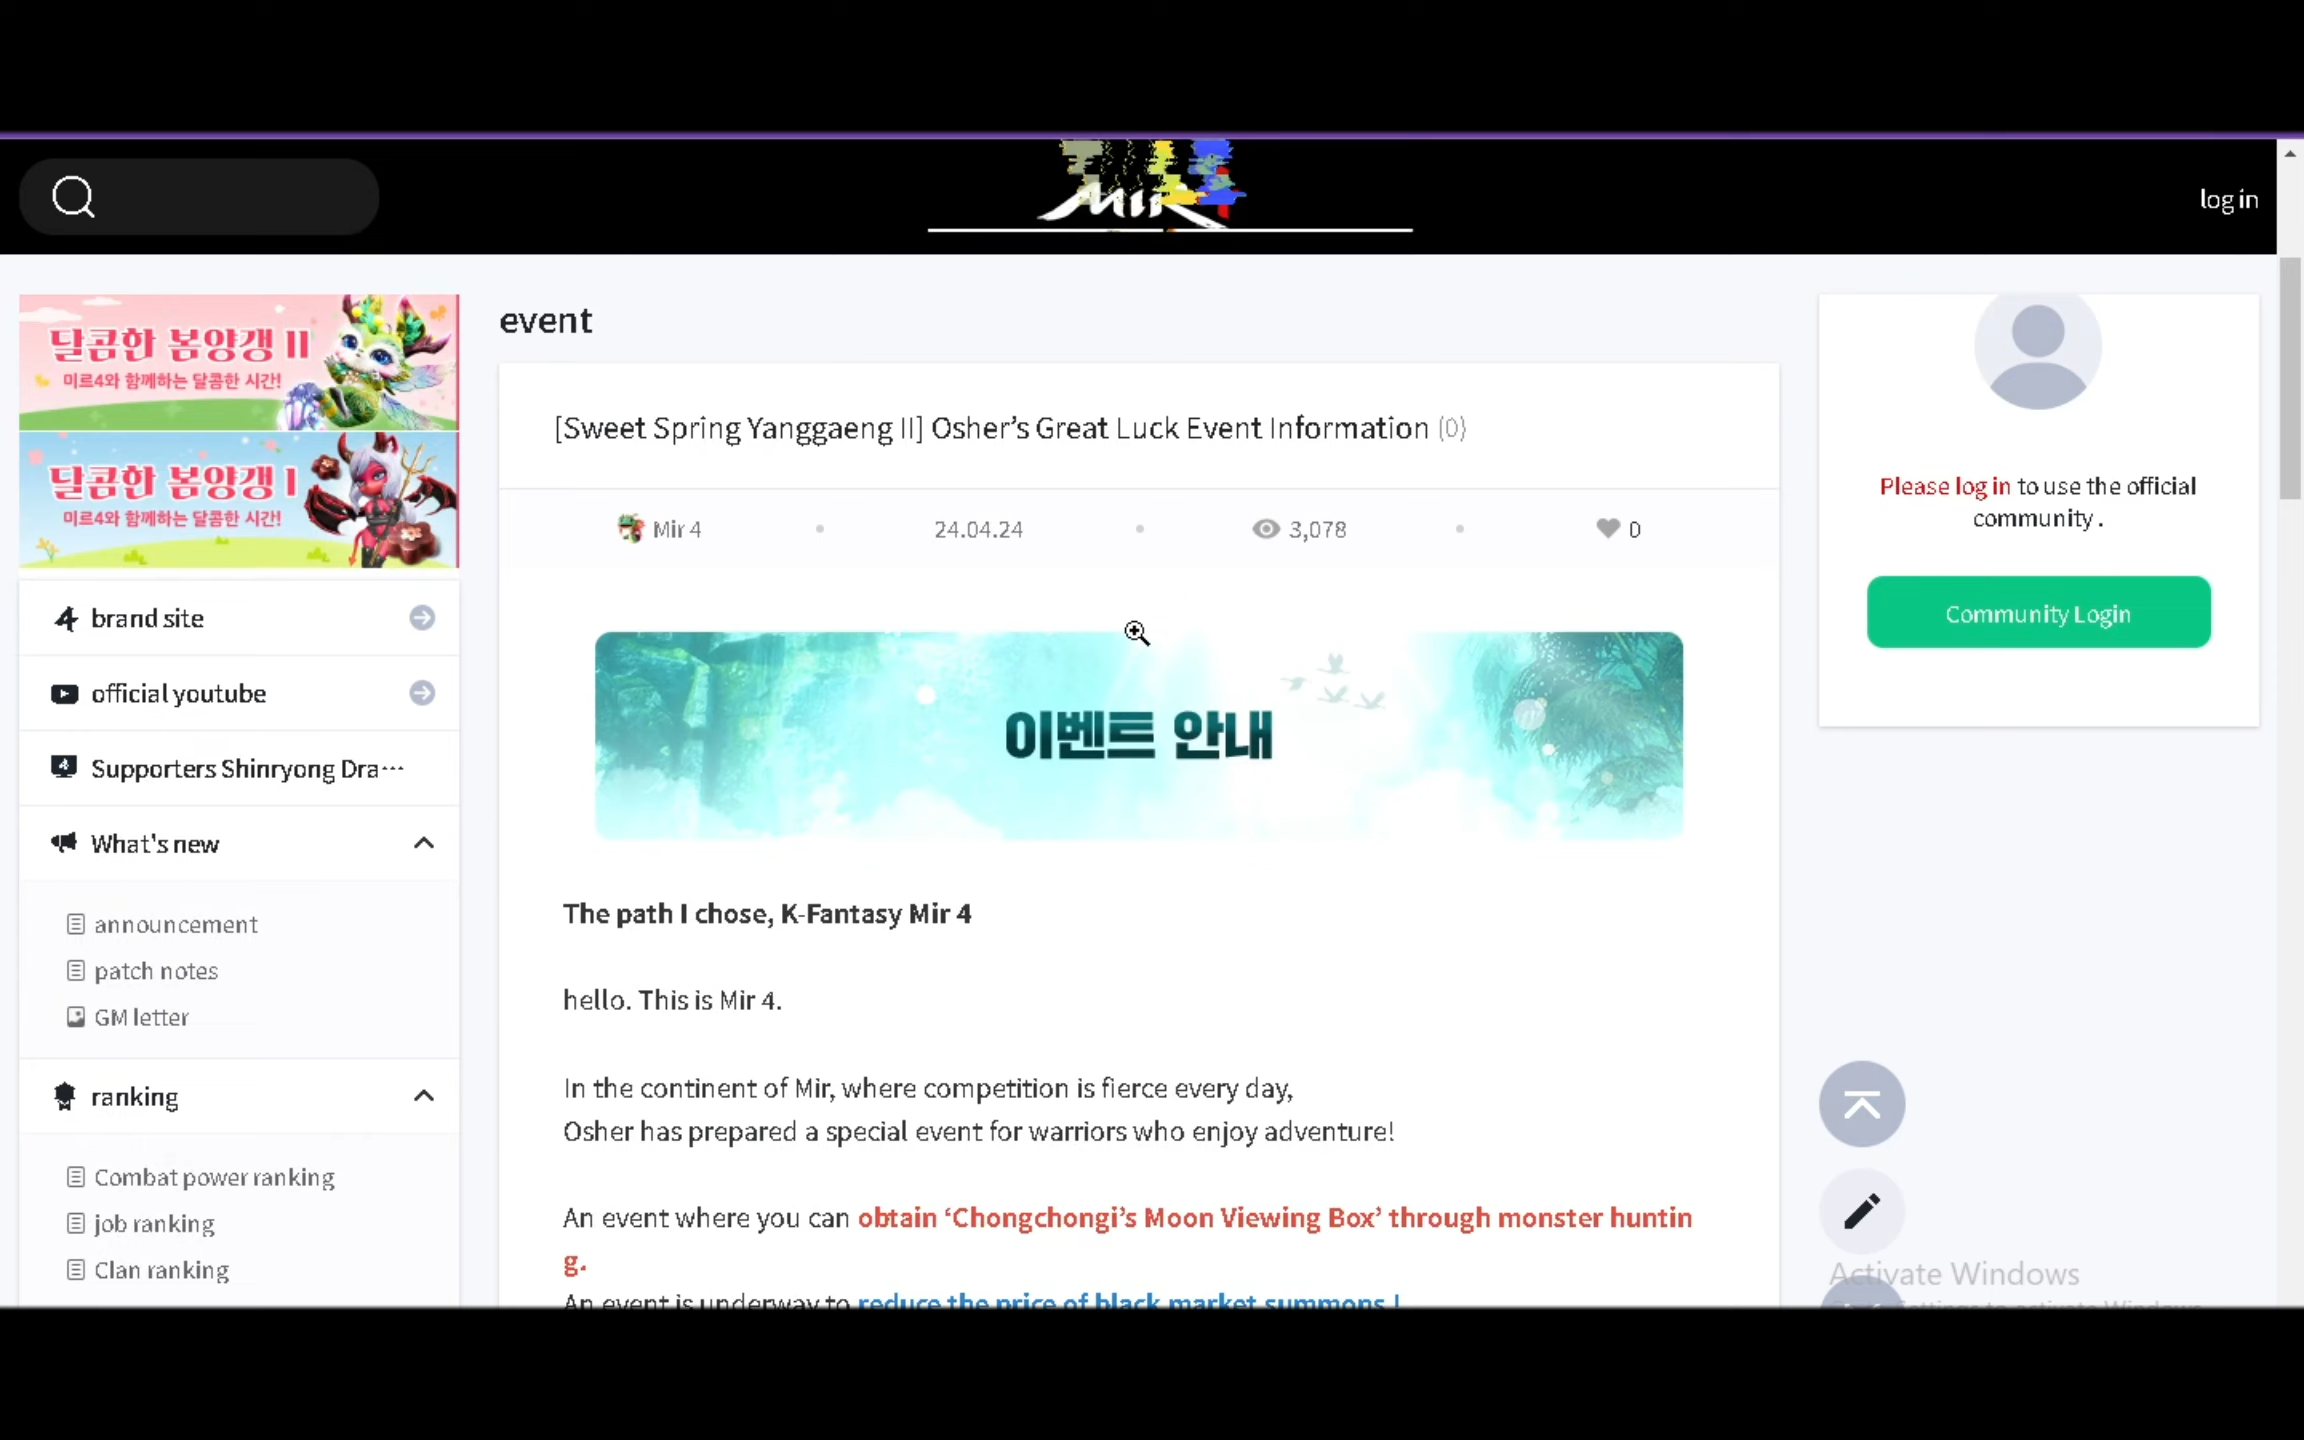 MIR4
log in
달콤한 봄양갱 II
미르4와 함께하는 달콤한 시간!
달콤한 봄양갱 I
미르4와 함께하는 달콤한 시간!
brand site
official youtube
Supporters Shinryong Dra···
What's new
announcement
patch notes
GM letter
ranking
Combat power ranking
job ranking
Clan ranking
event
[Sweet Spring Yanggaeng II] Osher's Great Luck Event Information (0)
Mir 4 • 24.04.24 • 3,078 • 0
이벤트 안내
The path I chose, K-Fantasy Mir 4
hello. This is Mir 4.
In the continent of Mir, where competition is fierce every day,
Osher has prepared a special event for warriors who enjoy adventure!
An event where you can obtain ‘Chongchongi’s Moon Viewing Box’ through monster huntin
g.
An event is underway to reduce the price of black market summons !
Please log in to use the official
community .
Community Login
Activate Windows
Settings to activate Windows